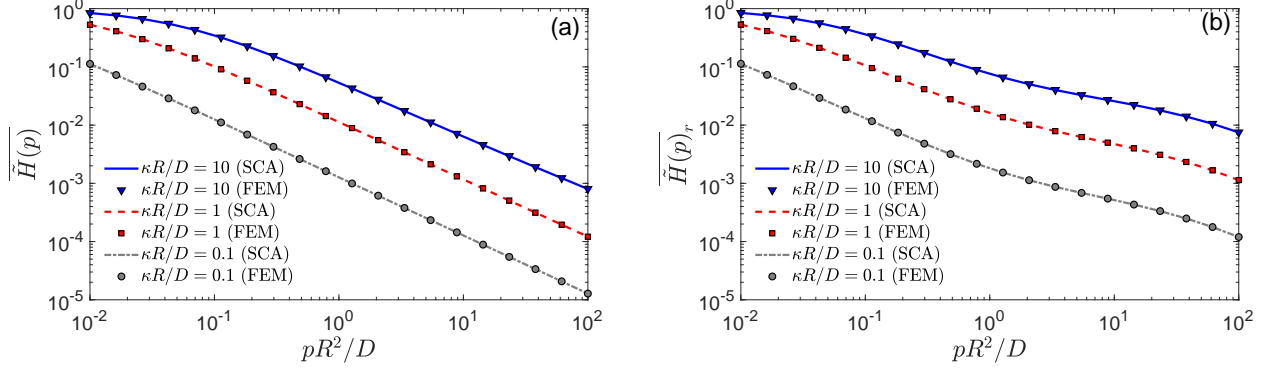 (a)
10^0
10^-1
10^-2
10^-3
10^-4
10^-5
\overline{\tilde{H}(p)}
κR/D = 10 (SCA)
κR/D = 10 (FEM)
κR/D = 1 (SCA)
κR/D = 1 (FEM)
κR/D = 0.1 (SCA)
κR/D = 0.1 (FEM)
10^-2
10^-1
10^0
10^1
10^2
pR^2/D
(b)
10^0
10^-1
10^-2
10^-3
10^-4
10^-5
\overline{\tilde{H}(p)}_r
κR/D = 10 (SCA)
κR/D = 10 (FEM)
κR/D = 1 (SCA)
κR/D = 1 (FEM)
κR/D = 0.1 (SCA)
κR/D = 0.1 (FEM)
10^-2
10^-1
10^0
10^1
10^2
pR^2/D